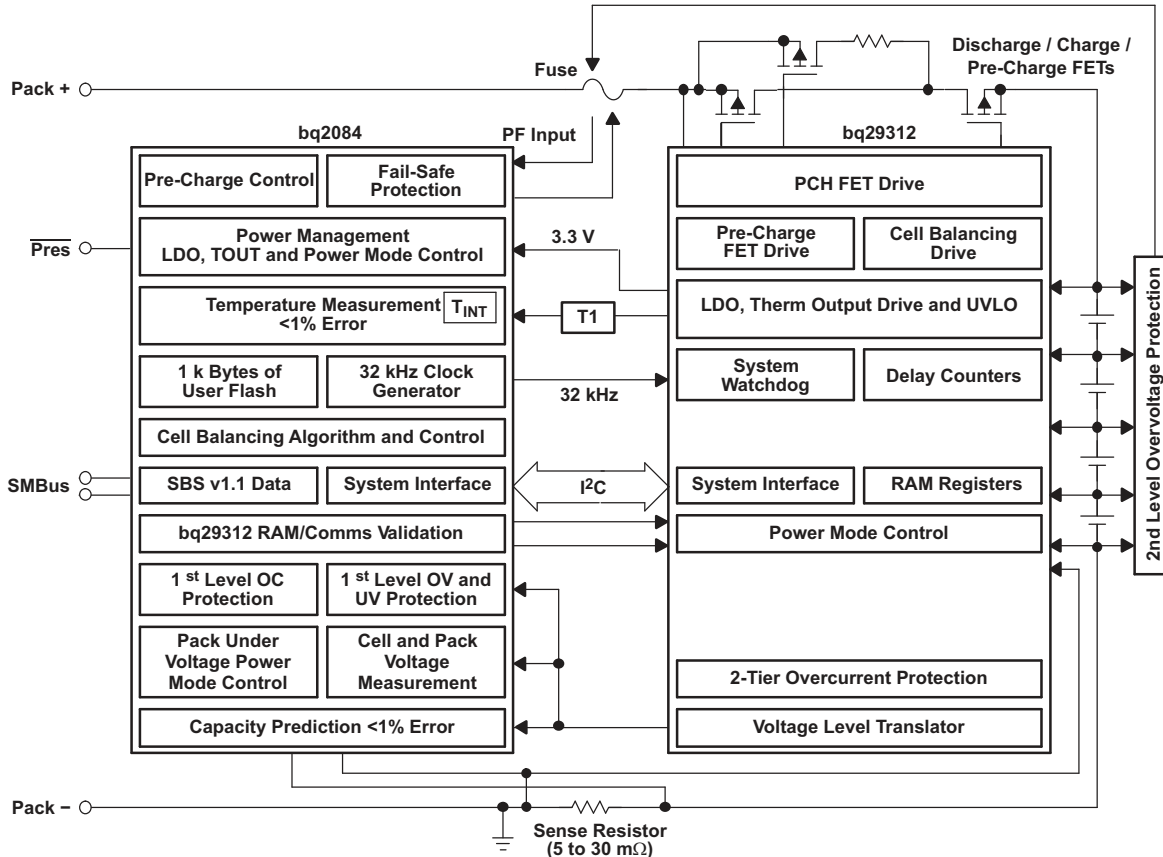 Discharge / Charge /
Pre-Charge FETs
Fuse
Pack +
bq2084
PF Input
bq29312
Pre-Charge Control
Fail-Safe
Protection
PCH FET Drive
Pres
Power Management
LDO, TOUT and Power Mode Control
3.3 V
Pre-Charge
FET Drive
Cell Balancing
Drive
Temperature Measurement
<1% Error
TINT
T1
LDO, Therm Output Drive and UVLO
1 k Bytes of
User Flash
32 kHz Clock
Generator
32 kHz
System
Watchdog
Delay Counters
2nd Level Overvoltage Protection
Cell Balancing Algorithm and Control
SMBus
SBS v1.1 Data
System Interface
I²C
System Interface
RAM Registers
bq29312 RAM/Comms Validation
Power Mode Control
1 st Level OC
Protection
1 st Level OV and
UV Protection
Pack Under
Voltage Power
Mode Control
Cell and Pack
Voltage
Measurement
2-Tier Overcurrent Protection
Capacity Prediction <1% Error
Voltage Level Translator
Pack −
Sense Resistor
(5 to 30 mΩ)